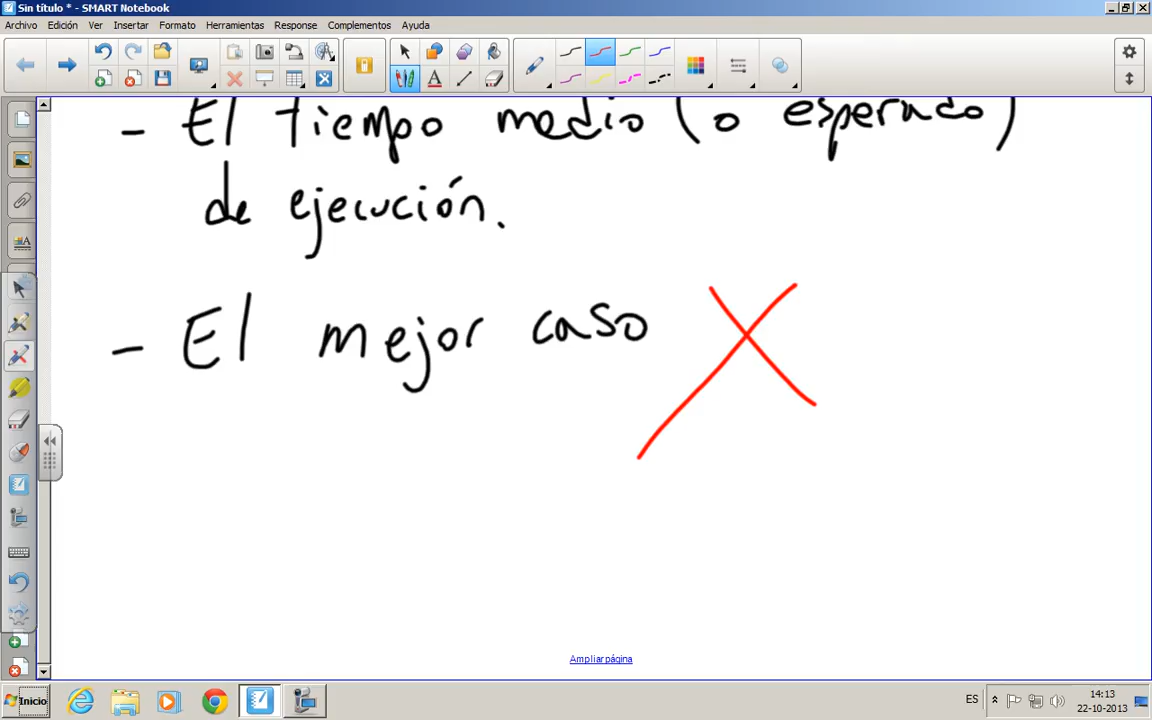 Sin título * - SMART Notebook
Archivo Edición Ver Insertar Formato Herramientas Response Complementos Ayuda
- El tiempo medio (o esperado)
de ejecución.
- El mejor caso
Ampliar página
Inicio
ES
14:13
22-10-2013